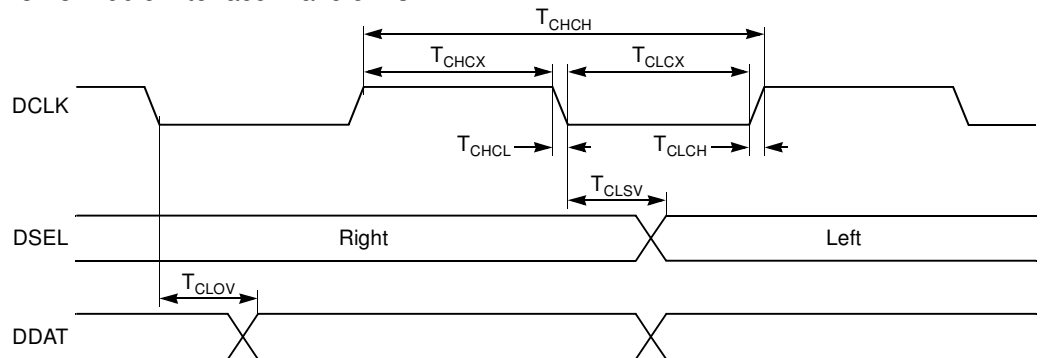 T_CHCH
T_CHCX T_CLCX
DCLK
T_CHCL T_CLCH
T_CLSV
DSEL Right Left
T_CLOV
DDAT